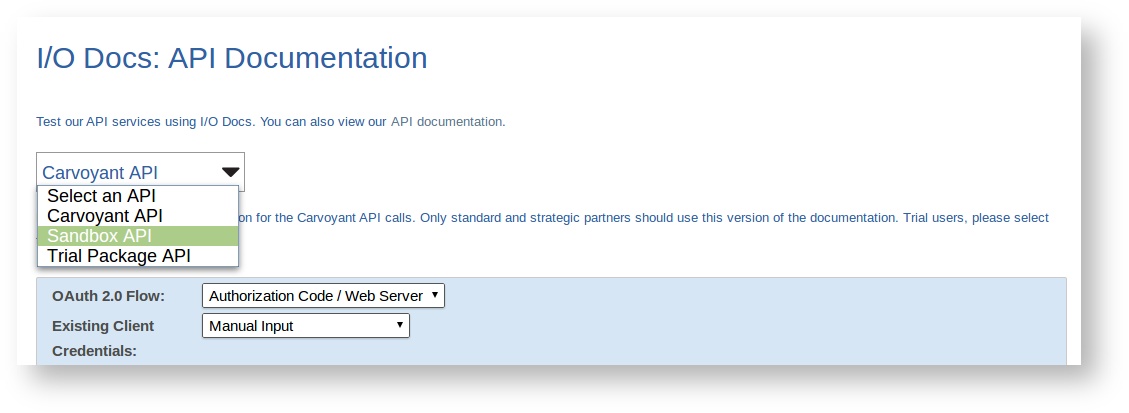 I/O Docs: API Documentation
Test our API services using I/O Docs. You can also view our API documentation.
Carvoyant API
Select an API
Carvoyant API
on for the Carvoyant API calls. Only standard and strategic partners should use this version of the documentation. Trial users, please select
Sandbox API
Trial Package API
OAuth 2.0 Flow: Authorization Code / Web Server
Existing Client Manual Input
Credentials: